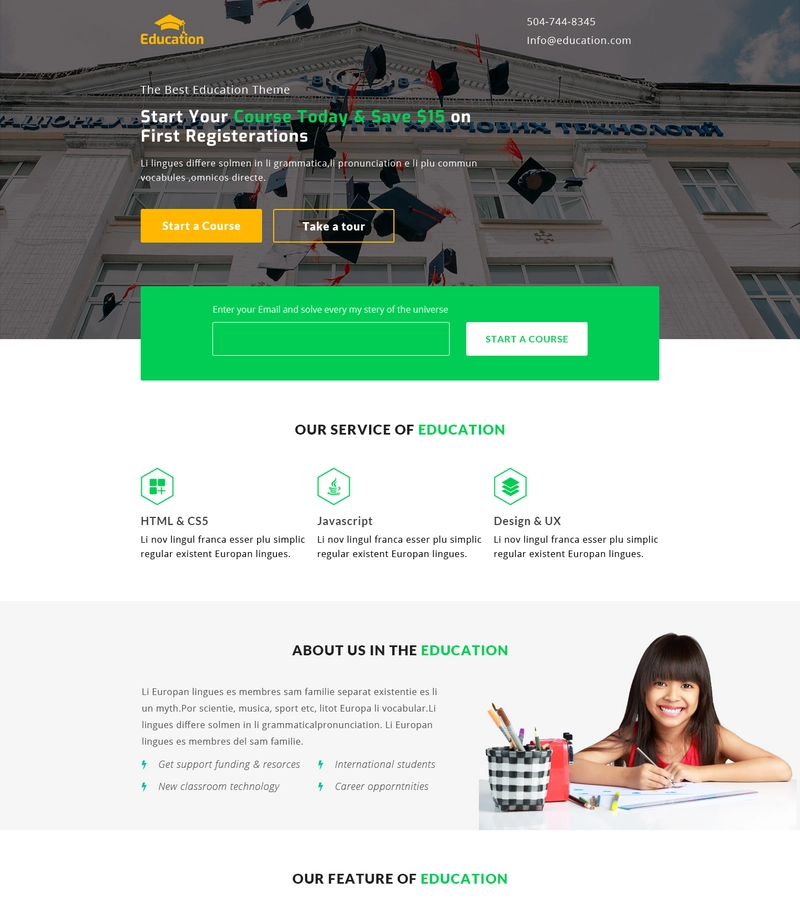 Education
504-744-8345
Info@education.com
The Best Education Theme
Start Your Course Today & Save $15 on
First Registerations
Li lingues differe solmen in li grammatica,li pronunciation e li plu commun
vocabules ,omnicos directe.
Start a Course
Take a tour
Enter your Email and solve every my stery of the universe
START A COURSE
OUR SERVICE OF EDUCATION
HTML & CS5
Li nov lingul franca esser plu simplic
regular existent Europan lingues.
Javascript
Li nov lingul franca esser plu simplic
regular existent Europan lingues.
Design & UX
Li nov lingul franca esser plu simplic
regular existent Europan lingues.
ABOUT US IN THE EDUCATION
Li Europan lingues es membres sam familie separat existentie es li
un myth.Por scientie, musica, sport etc, litot Europa li vocabular.Li
lingues differe solmen in li grammaticalpronunciation. Li Europan
lingues es membres del sam familie.
Get support funding & resorces
International students
New classroom technology
Career opporntnities
OUR FEATURE OF EDUCATION